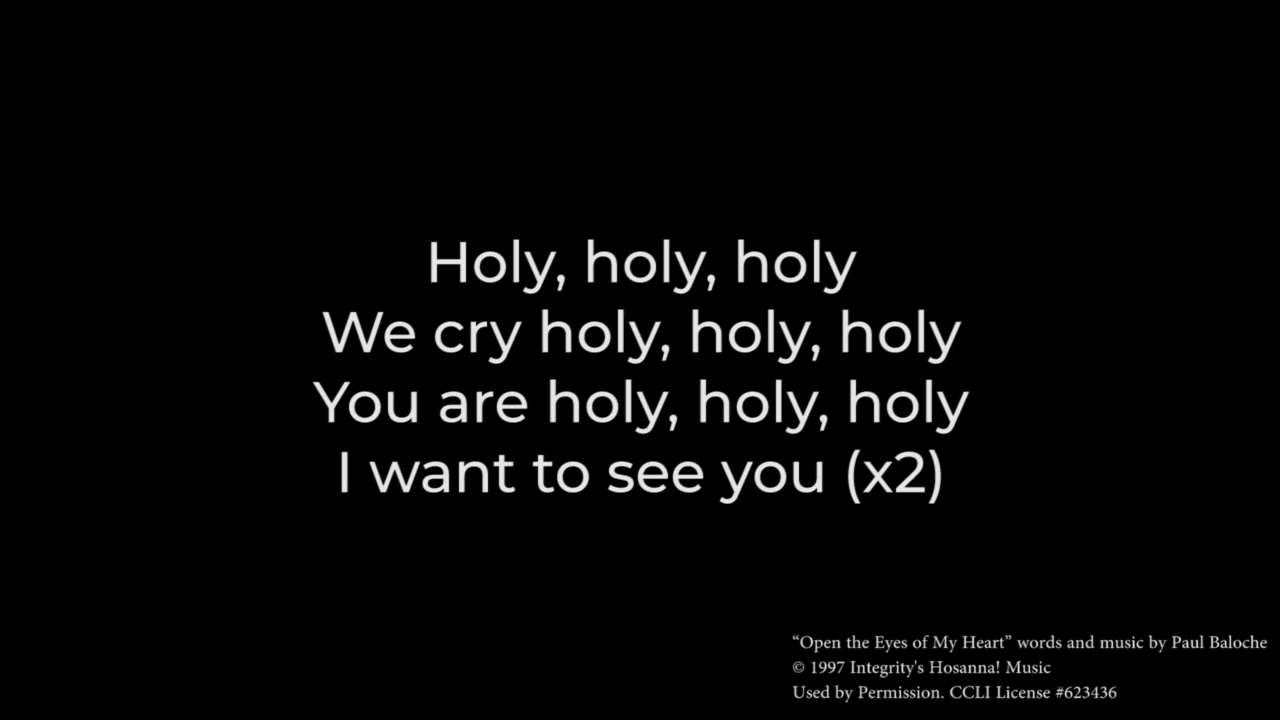 Holy, holy, holy
We cry holy, holy, holy
You are holy, holy, holy
I want to see you (x2)
“Open the Eyes of My Heart” words and music by Paul Baloche
© 1997 Integrity's Hosanna! Music
Used by Permission. CCLI License #623436